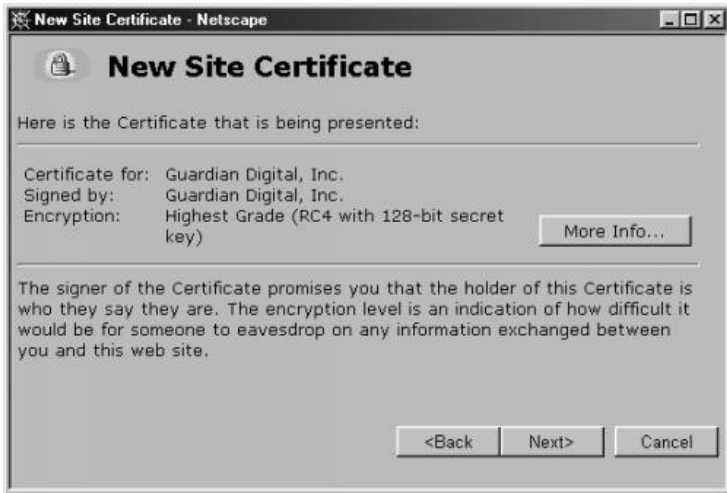 New Site Certificate - Netscape
New Site Certificate
Here is the Certificate that is being presented:
Certificate for: Guardian Digital, Inc.
Signed by: Guardian Digital, Inc.
Encryption: Highest Grade (RC4 with 128-bit secret
key)
More Info...
The signer of the Certificate promises you that the holder of this Certificate is
who they say they are. The encryption level is an indication of how difficult it
would be for someone to eavesdrop on any information exchanged between
you and this web site.
<Back Next> Cancel